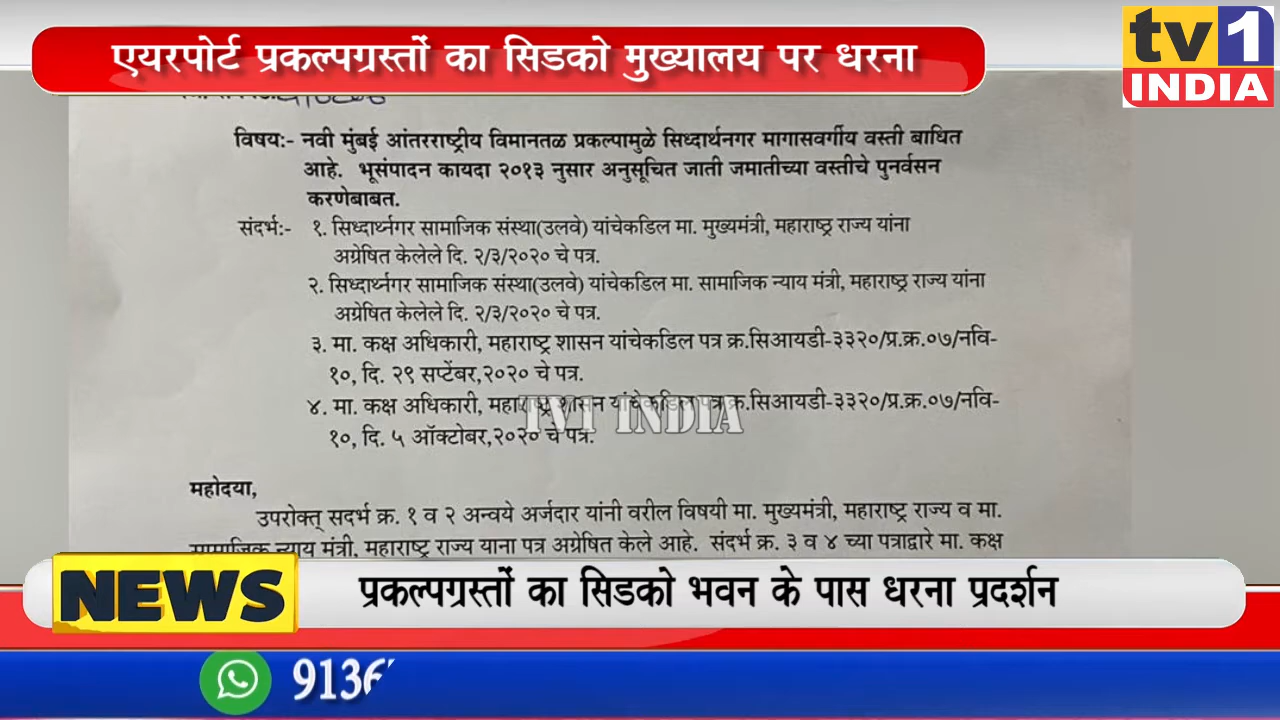 एयरपोर्ट प्रकल्पग्रस्तों का सिडको मुख्यालय पर धरना
tv1
INDIA
विषय:- नवी मुंबई आंतरराष्ट्रीय विमानतळ प्रकल्पामुळे सिध्दार्थनगर मागासवर्गीय वस्ती बाधित
आहे. भूसंपादन कायदा २०१३ नुसार अनुसूचित जाती जमातीच्या वस्तीचे पुनर्वसन
करणेबाबत.
संदर्भ:- १. सिध्दार्थ्नगर सामाजिक संस्था(उलवे) यांचेकडिल मा. मुख्यमंत्री, महाराष्ठ्र राज्य यांना
अग्रेषित केलेले दि. २/३/२०२० चे पत्र.
२. सिध्दार्थ्नगर सामाजिक संस्था(उलवे) यांचेकडिल मा. सामाजिक न्याय मंत्री, महाराष्ठ्र राज्य यांना
अग्रेषित केलेले दि. २/३/२०२० चे पत्र.
३. मा. कक्ष अधिकारी, महाराष्ट्र शासन यांचेकडिल पत्र क्र.सिआयडी-३३२०/प्र.क्र.०७/नवि-
१०, दि. २९ सप्टेंबर,२०२० चे पत्र.
४. मा. कक्ष अधिकारी, महाराष्ट्र शासन यांचेकडिल पत्र क्र.सिआयडी-३३२०/प्र.क्र.०७/नवि-
१०, दि. ५ ऑक्टोबर,२०२० चे पत्र.
TV1 INDIA
महोदया,
उपरोक्त् सदर्भ क्र. १ व २ अन्वये अर्जदार यांनी वरील विषयी मा. मुख्यमंत्री, महाराष्ट्र राज्य व मा.
सामाजिक न्याय मंत्री, महाराष्ट्र राज्य याना पत्र अग्रेषित केले आहे. संदर्भ क्र. ३ व ४ च्या पत्राद्वारे मा. कक्ष
NEWS
प्रकल्पग्रस्तों का सिडको भवन के पास धरना प्रदर्शन
913